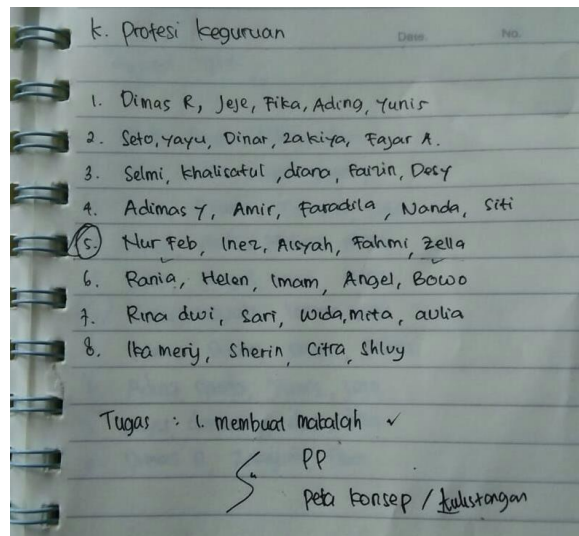 K. Profesi keguruan
Date. No.
1. Dimas R, Jeje, Fika, Ading, Yunis
2. Seto, yayu, Dinar, Zakiya, Fajar A.
3. Selmi, khalisatul, diana, Faizin, Desy
4. Adimas Y, Amir, Faradila, Nanda, Siti
5. Nur Feb, Inez, Aisyah, Fahmi, Zella
6. Rania, Helen, Imam, Angel, Bowo
7. Rina dwi, Sari, Wida, mita, aulia
8. Ika mery, Sherin, Citra, Shluy
Tugas : 1. membuat makalah ✓
PP
peta konsep / tulistangan